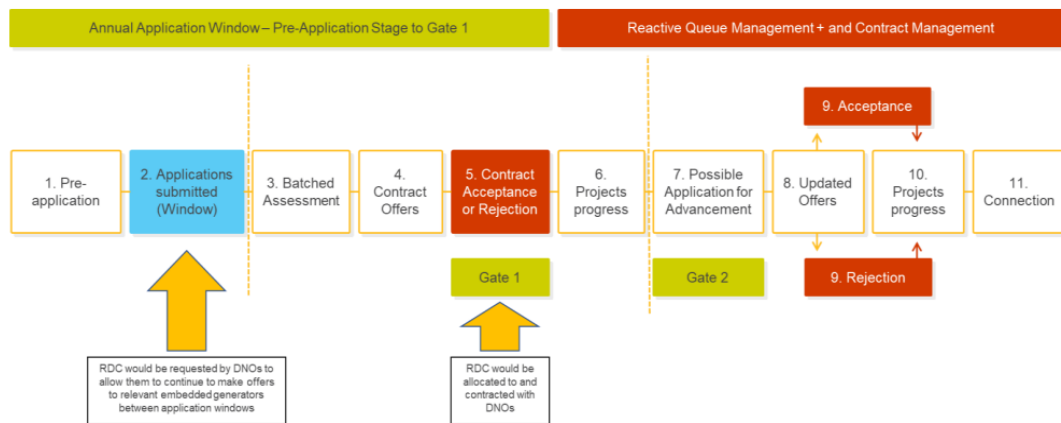 Annual Application Window – Pre-Application Stage to Gate 1
Reactive Queue Management + and Contract Management
9. Acceptance
1. Pre-
application
2. Applications
submitted
(Window)
3. Batched
Assessment
4.
Contract
Offers
5. Contract
Acceptance
or Rejection
6.
Projects
progress
7. Possible
Application for
Advancement
8. Updated
Offers
10.
Projects
progress
11.
Connection
Gate 1
Gate 2
9. Rejection
RDC would be requested by DNOs to
allow them to continue to make offers
to relevant embedded generators
between application windows
RDC would be
allocated to and
contracted with
DNOs